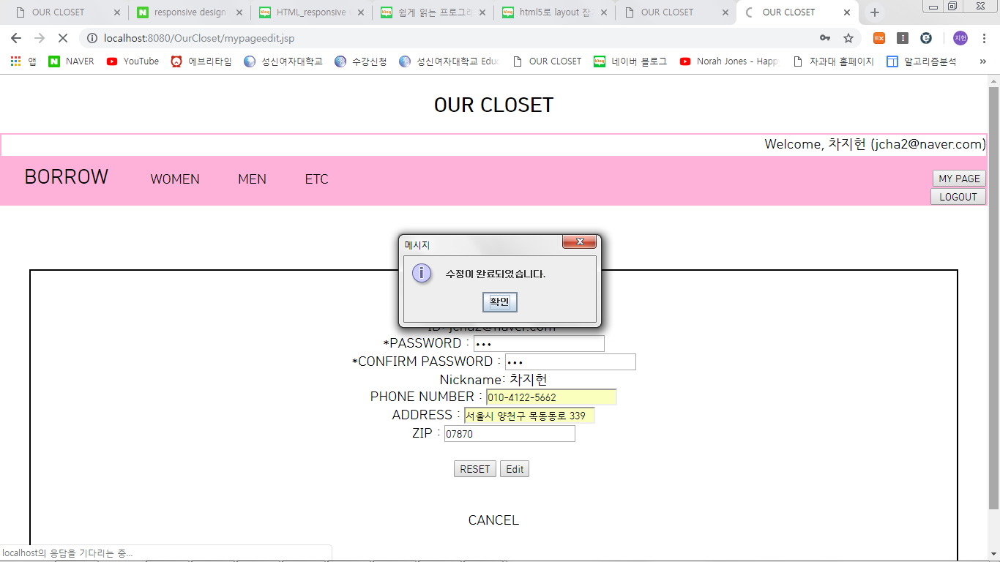 OUR CLOSET
responsive design
HTML_responsive
쉽게 읽는 프로그래
html5로 layout 잡
OUR CLOSET
OUR CLOSET
localhost:8080/OurCloset/mypageedit.jsp
지헌
앱 NAVER YouTube 에브리타임 성신여자대학교 수강신청 성신여자대학교 Educ OUR CLOSET 네이버 블로그 Norah Jones - Happ 자과대 홈페이지 알고리즘분석 »
OUR CLOSET
Welcome, 차지헌 (jcha2@naver.com)
BORROW WOMEN MEN ETC
MY PAGE
LOGOUT
메시지
수정이 완료되었습니다.
확인
ID: jcha2@naver.com
*PASSWORD : •••
*CONFIRM PASSWORD : •••
Nickname: 차지헌
PHONE NUMBER : 010-4122-5662
ADDRESS : 서울시 양천구 목동동로 339
ZIP : 07870
RESET Edit
CANCEL
localhost의 응답을 기다리는 중...